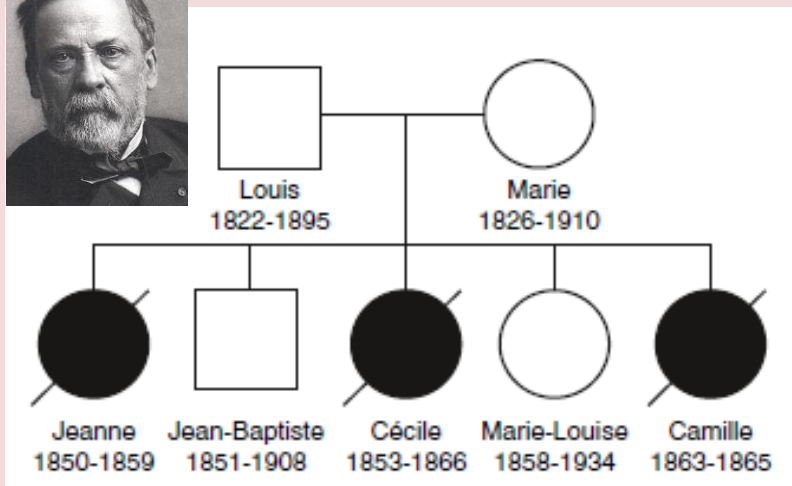 Louis
1822-1895
Marie
1826-1910
Jeanne
1850-1859
Jean-Baptiste
1851-1908
Cécile
1853-1866
Marie-Louise
1858-1934
Camille
1863-1865